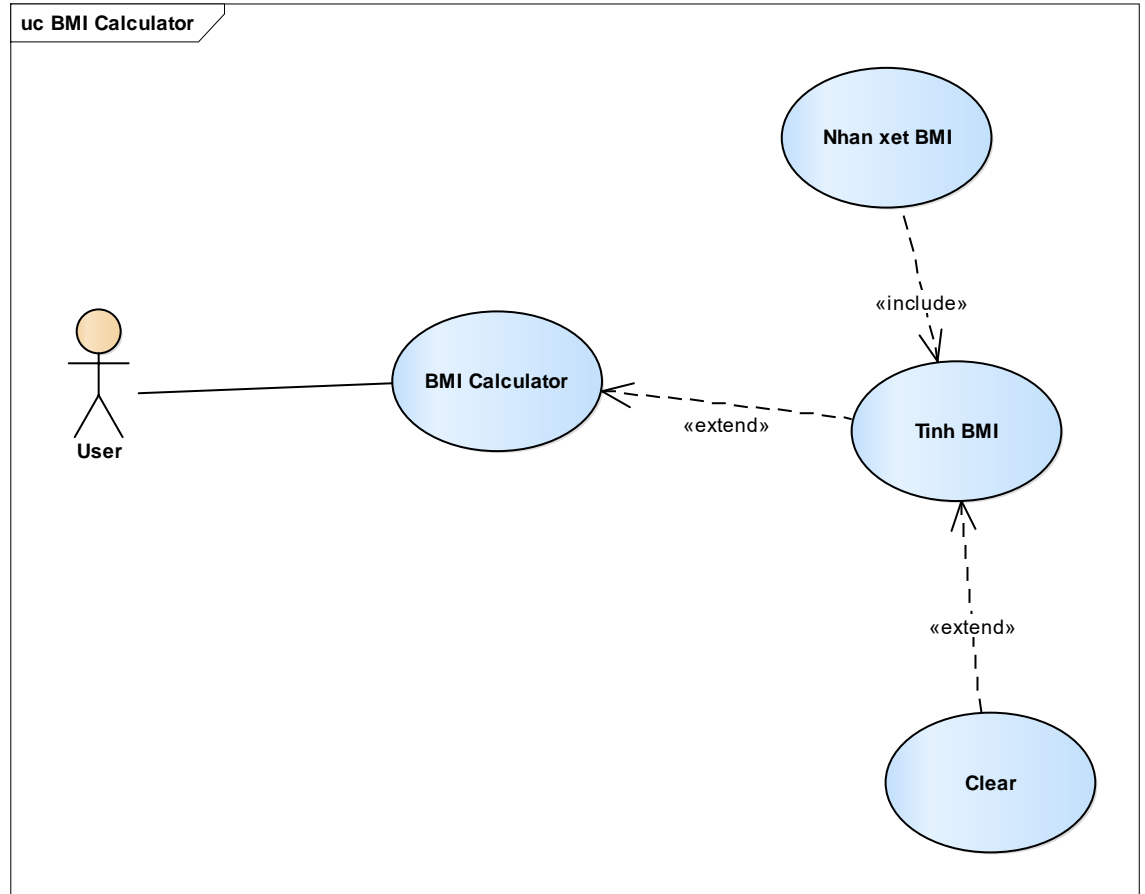 uc BMI Calculator
Nhan xet BMI
«include»
BMI Calculator
«extend»
Tinh BMI
User
«extend»
Clear